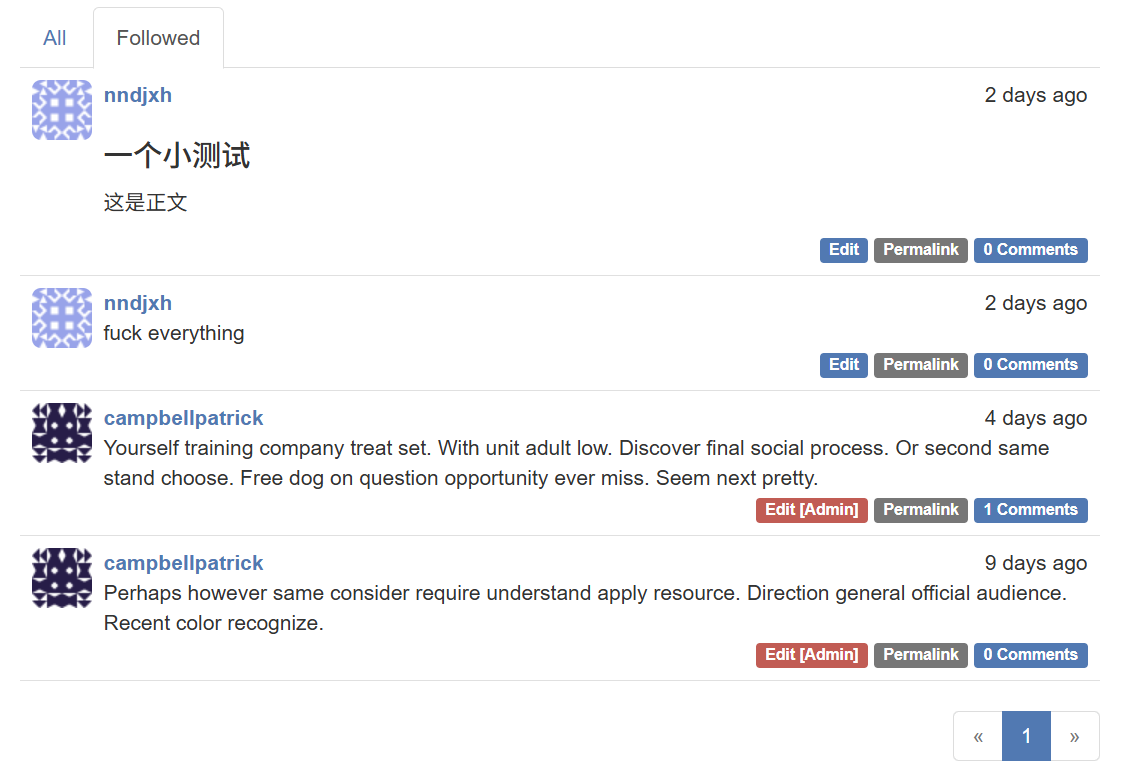 All Followed
nndjxh 2 days ago
一个小测试
这是正文
Edit Permalink 0 Comments
nndjxh 2 days ago
fuck everything
Edit Permalink 0 Comments
campbellpatrick 4 days ago
Yourself training company treat set. With unit adult low. Discover final social process. Or second same
stand choose. Free dog on question opportunity ever miss. Seem next pretty.
Edit [Admin] Permalink 1 Comments
campbellpatrick 9 days ago
Perhaps however same consider require understand apply resource. Direction general official audience.
Recent color recognize.
Edit [Admin] Permalink 0 Comments
« 1 »